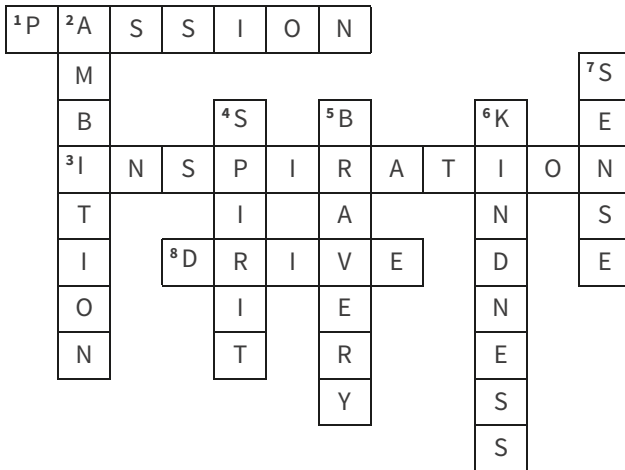 1P 2A S S I O N
M 7S
B 4S 5B 6K E
3I N S P I R A T I O N
T I A N S
I 8D R I V E D E
O I E N
N T R E
Y S
S